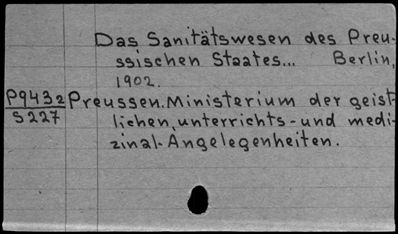 Das Sanitätswesen des Preu-
ssischen Staates... Berlin,
1902.
P9432 Preussen. Ministerium der geist-
S227 lichen, unterrichts- und medi-
zinal-Angelegenheiten.